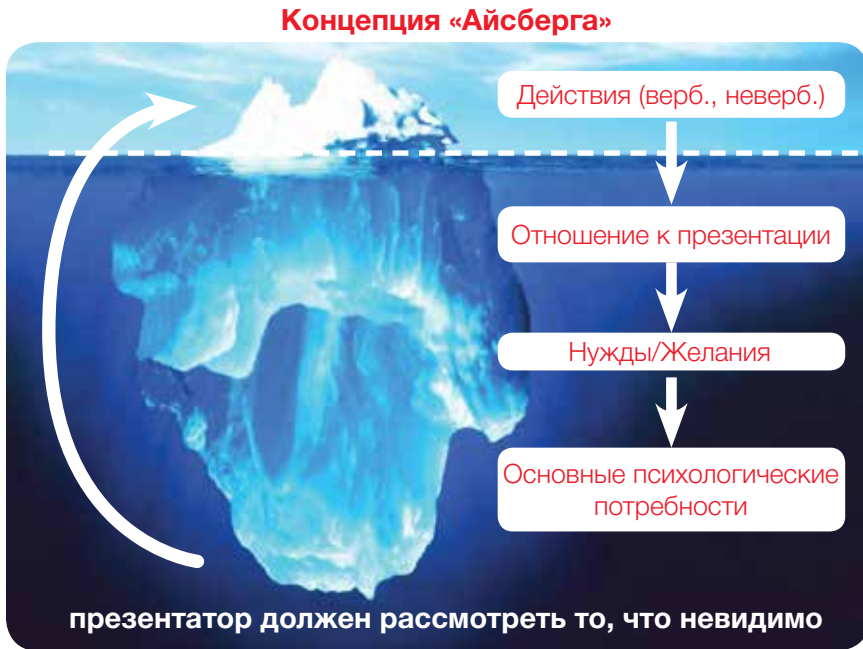 Концепция «Айсберга»
Действия (верб., неверб.)
Отношение к презентации
Нужды/Желания
Основные психологические
потребности
презентатор должен рассмотреть то, что невидимо